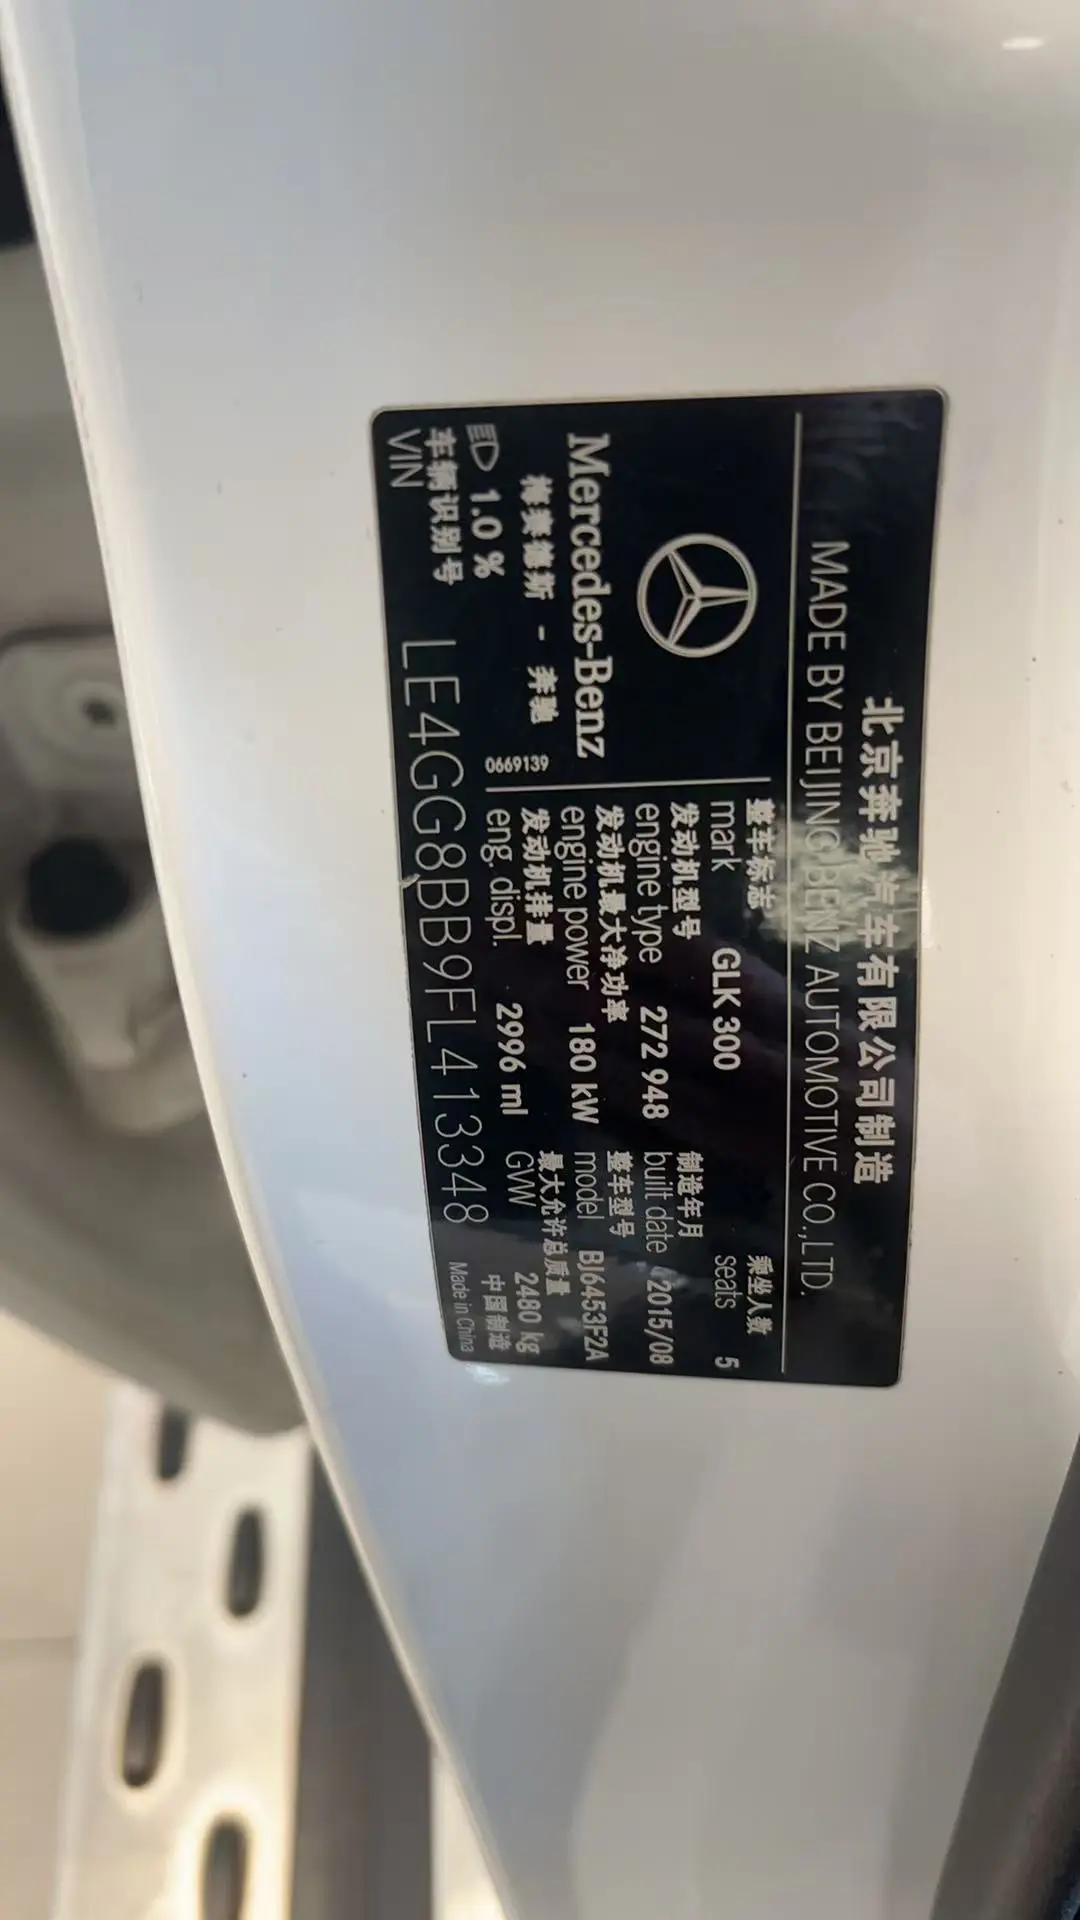 北京奔驰汽车有限公司制造
MADE BY BEIJING BENZ AUTOMOTIVE CO.,LTD.
Mercedes-Benz
梅赛德斯 - 奔驰
1.0 %
0669139
整车标志
mark GLK 300
乘坐人数
seats 5
发动机型号
engine type 272 948
制造年月
built date 2015/08
发动机最大净功率
engine power 180 kW
整车型号
model BJ6453F2A
发动机排量
eng. displ. 2996 ml
最大允许总质量
GVW 2480 kg
车辆识别号
VIN LE4GG8BB9FL413348
中国制造
Made in China